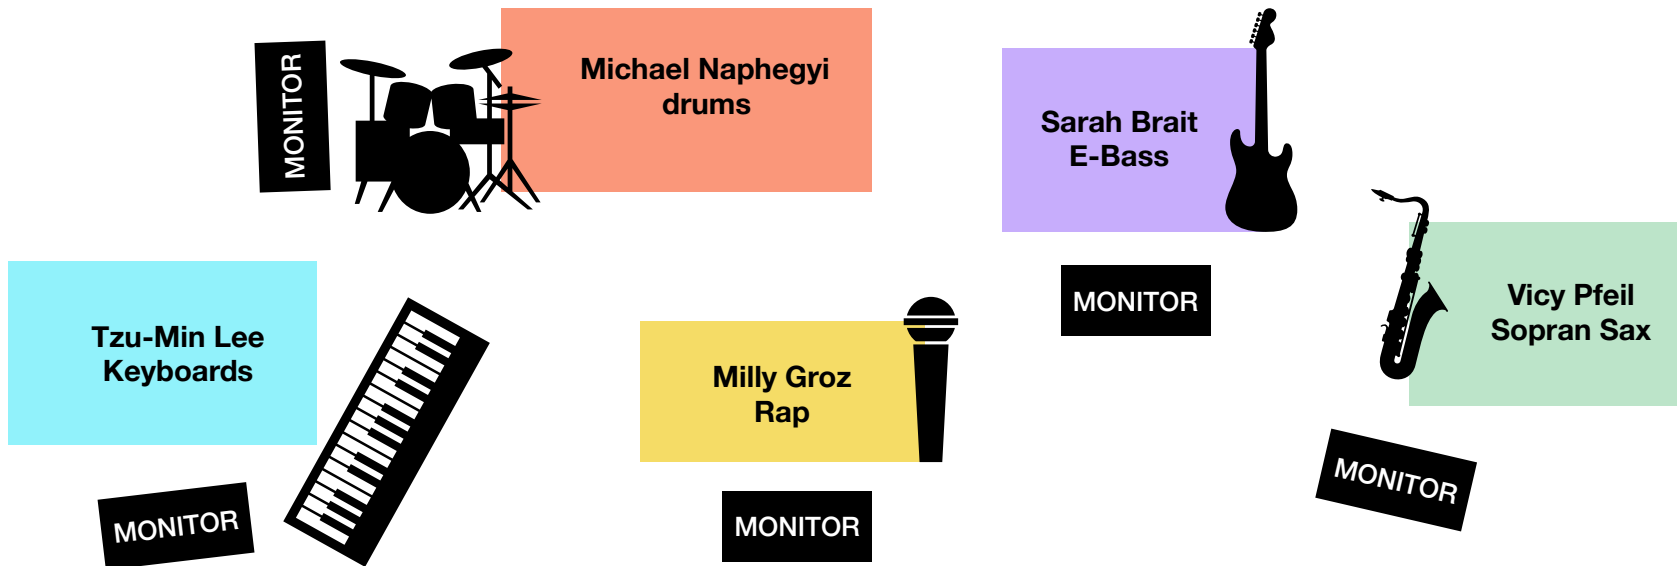 MONITOR
Michael Naphegyi
drums
Sarah Brait
E-Bass
MONITOR
Vicy Pfeil
Sopran Sax
Tzu-Min Lee
Keyboards
Milly Groz
Rap
MONITOR
MONITOR
MONITOR